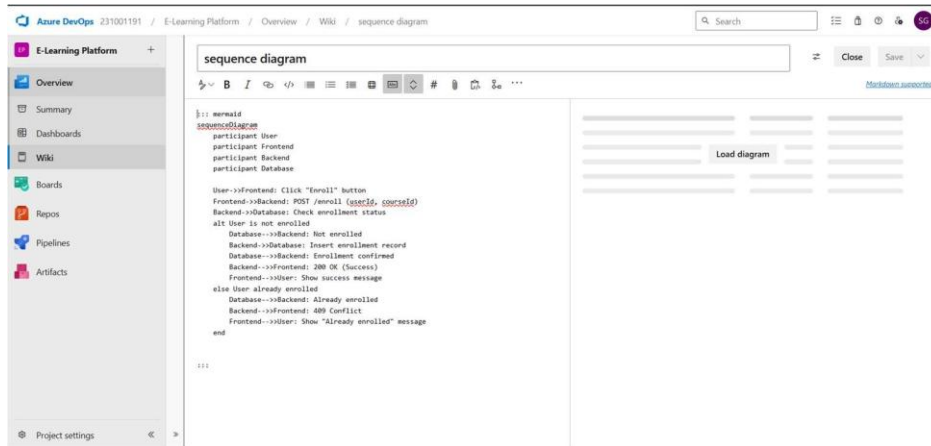 Azure DevOps 231001191 / E-Learning Platform / Overview / Wiki / sequence diagram
Search
SG
EP E-Learning Platform +
Overview
Summary
Dashboards
Wiki
Boards
Repos
Pipelines
Artifacts
Project settings
sequence diagram
Close
Save
B I </> # ...
Markdown supported
::: mermaid
sequenceDiagram
participant User
participant Frontend
participant Backend
participant Database
User->>Frontend: Click "Enroll" button
Frontend->>Backend: POST /enroll (userId, courseId)
Backend->>Database: Check enrollment status
alt User is not enrolled
Database-->>Backend: Not enrolled
Backend->>Database: Insert enrollment record
Database-->>Backend: Enrollment confirmed
Backend-->>Frontend: 200 OK (Success)
Frontend-->>User: Show success message
else User already enrolled
Database-->>Backend: Already enrolled
Backend-->>Frontend: 409 Conflict
Frontend-->>User: Show "Already enrolled" message
end
:::
Load diagram